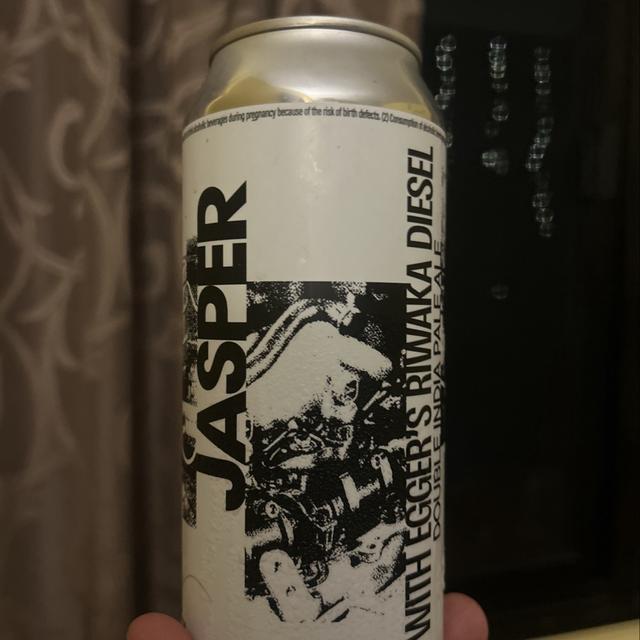 alcoholic beverages during pregnancy because of the risk of birth defects. (2) Consumption of alcoholic
JASPER
ANITH EGGER'S RIWAKA DIESEL
DOUBLE INDIA PALE ALE